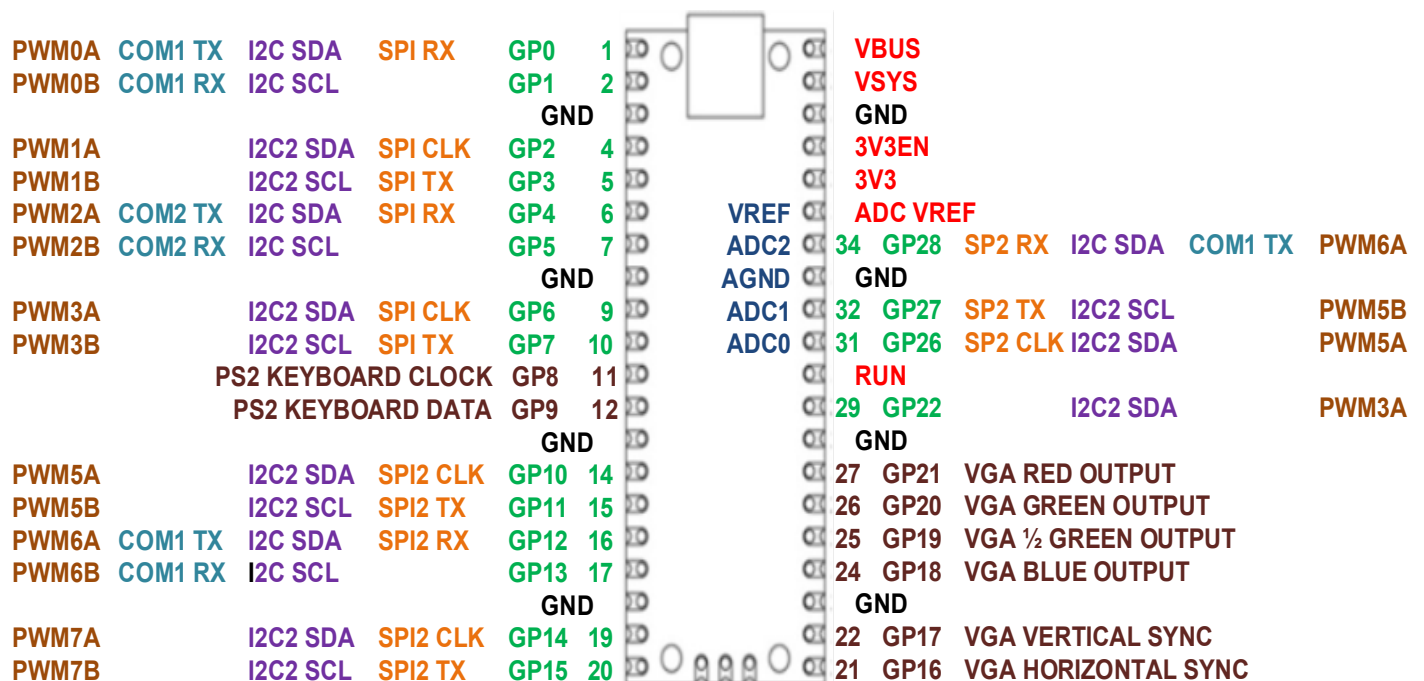 PWM0A COM1 TX I2C SDA SPI RX GP0 1 VBUS
PWM0B COM1 RX I2C SCL GP1 2 VSYS
GND GND
PWM1A I2C2 SDA SPI CLK GP2 4 3V3EN
PWM1B I2C2 SCL SPI TX GP3 5 3V3
PWM2A COM2 TX I2C SDA SPI RX GP4 6 VREF ADC VREF
PWM2B COM2 RX I2C SCL GP5 7 ADC2 34 GP28 SP2 RX I2C SDA COM1 TX PWM6A
GND AGND GND
PWM3A I2C2 SDA SPI CLK GP6 9 ADC1 32 GP27 SP2 TX I2C2 SCL PWM5B
PWM3B I2C2 SCL SPI TX GP7 10 ADC0 31 GP26 SP2 CLK I2C2 SDA PWM5A
PS2 KEYBOARD CLOCK GP8 11 RUN
PS2 KEYBOARD DATA GP9 12 29 GP22 I2C2 SDA PWM3A
GND GND
PWM5A I2C2 SDA SPI2 CLK GP10 14 27 GP21 VGA RED OUTPUT
PWM5B I2C2 SCL SPI2 TX GP11 15 26 GP20 VGA GREEN OUTPUT
PWM6A COM1 TX I2C SDA SPI2 RX GP12 16 25 GP19 VGA ½ GREEN OUTPUT
PWM6B COM1 RX I2C SCL GP13 17 24 GP18 VGA BLUE OUTPUT
GND GND
PWM7A I2C2 SDA SPI2 CLK GP14 19 22 GP17 VGA VERTICAL SYNC
PWM7B I2C2 SCL SPI2 TX GP15 20 21 GP16 VGA HORIZONTAL SYNC